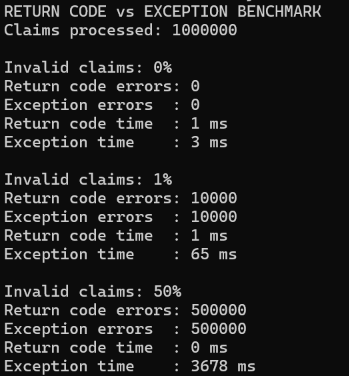 RETURN CODE vs EXCEPTION BENCHMARK
Claims processed: 1000000
Invalid claims: 0%
Return code errors: 0
Exception errors  : 0
Return code time  : 1 ms
Exception time    : 3 ms
Invalid claims: 1%
Return code errors: 10000
Exception errors  : 10000
Return code time  : 1 ms
Exception time    : 65 ms
Invalid claims: 50%
Return code errors: 500000
Exception errors  : 500000
Return code time  : 0 ms
Exception time    : 3678 ms